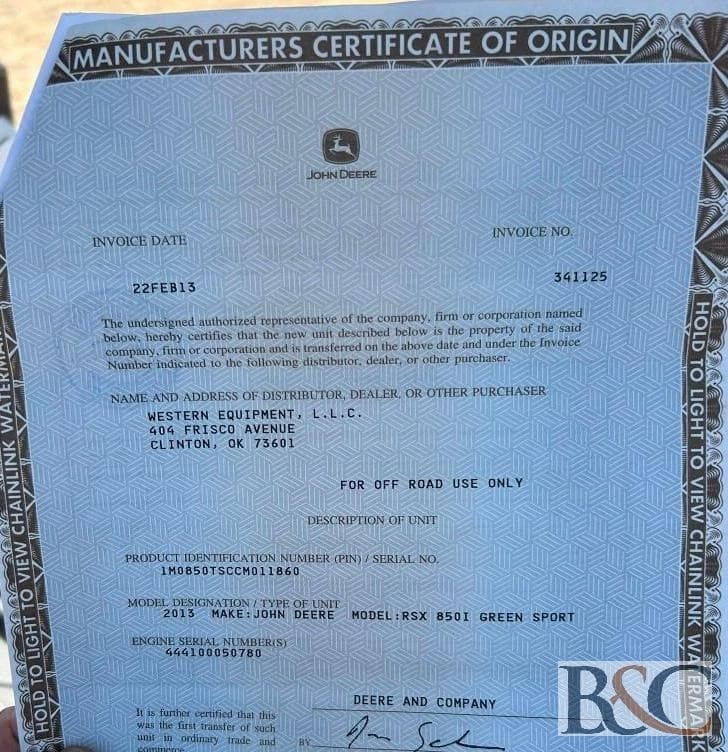 MANUFACTURERS CERTIFICATE OF ORIGIN
JOHN DEERE
INVOICE DATE
INVOICE NO.
22FEB13
341125
The undersigned authorized representative of the company, firm or corporation named
below, hereby certifies that the new unit described below is the property of the said
company, firm or corporation and is transferred on the above date and under the Invoice
Number indicated to the following distributor, dealer, or other purchaser.
NAME AND ADDRESS OF DISTRIBUTOR, DEALER, OR OTHER PURCHASER
WESTERN EQUIPMENT, L.L.C.
404 FRISCO AVENUE
CLINTON, OK 73601
FOR OFF ROAD USE ONLY
DESCRIPTION OF UNIT
PRODUCT IDENTIFICATION NUMBER (PIN) / SERIAL NO.
1M0850TSCCM011860
MODEL DESIGNATION / TYPE OF UNIT
2013 MAKE:JOHN DEERE MODEL:RSX 850I GREEN SPORT
ENGINE SERIAL NUMBER(S)
444100050780
DEERE AND COMPANY
It is further certified that this
was the first transfer of such
unit in ordinary trade and
commerce
BY
HOLD TO LIGHT TO VIEW CHAINLINK WATERMA
HOLD TO LIGHT TO VIEW CHAINLINK WATERMARK
B&C